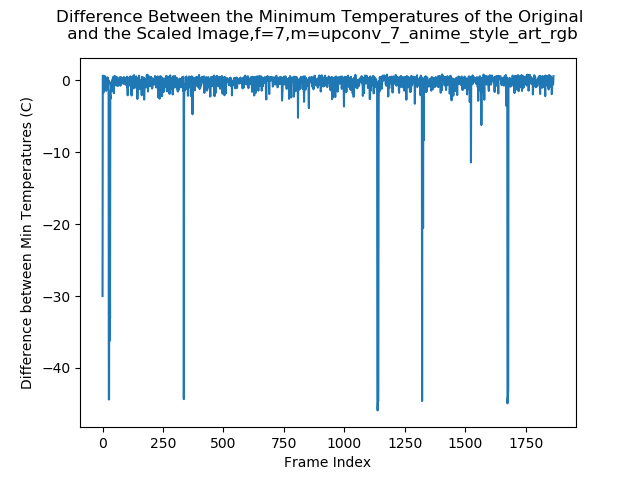 Difference Between the Minimum Temperatures of the Original
and the Scaled Image,f=7,m=upconv_7_anime_style_art_rgb
Difference between Min Temperatures (C)
0
−10
−20
−30
−40
0 250 500 750 1000 1250 1500 1750
Frame Index